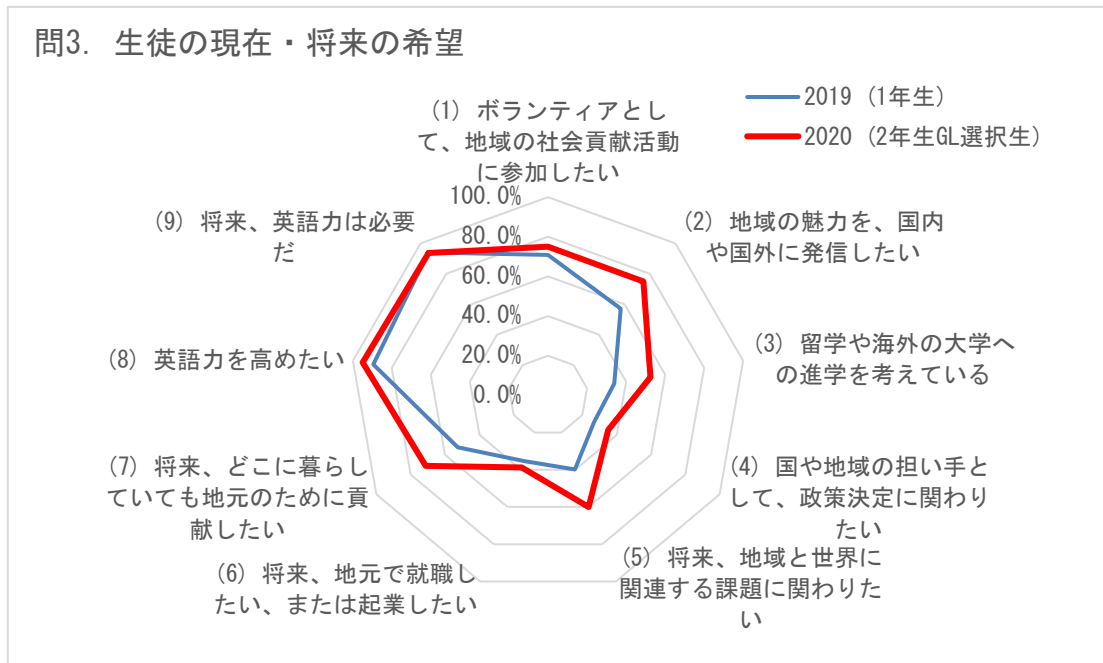 問3. 生徒の現在・将来の希望
2019 (1年生)
2020 (2年生GL選択生)
(1) ボランティアとし
て、地域の社会貢献活動
に参加したい
(2) 地域の魅力を、国内
や国外に発信したい
(3) 留学や海外の大学へ
の進学を考えている
(4) 国や地域の担い手と
して、政策決定に関わり
たい
(5) 将来、地域と世界に
関連する課題に関わりた
い
(6) 将来、地元で就職し
たい、または起業したい
(7) 将来、どこに暮らし
ていても地元のために貢
献したい
(8) 英語力を高めたい
(9) 将来、英語力は必要
だ
100.0%
80.0%
60.0%
40.0%
20.0%
0.0%